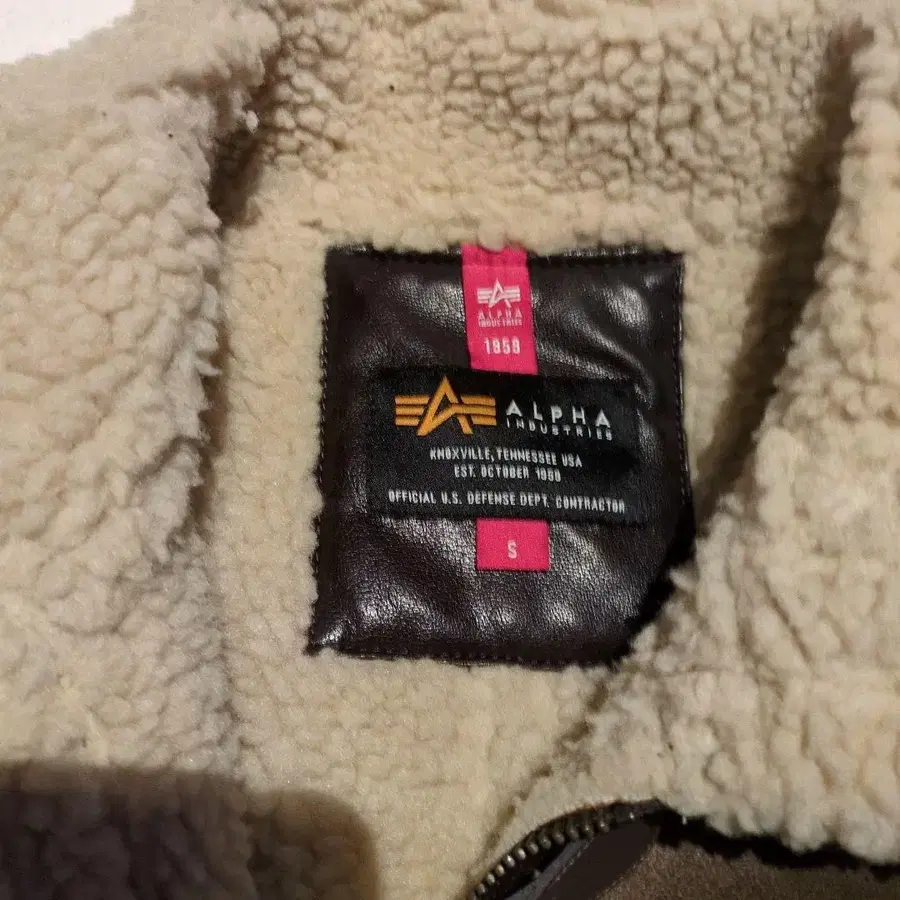 ALPHA
INDUSTRIES
1959
ALPHA
INDUSTRIES
KNOXVILLE, TENNESSEE USA
EST. OCTOBER 1959
OFFICIAL U.S. DEFENSE DEPT. CONTRACTOR
S